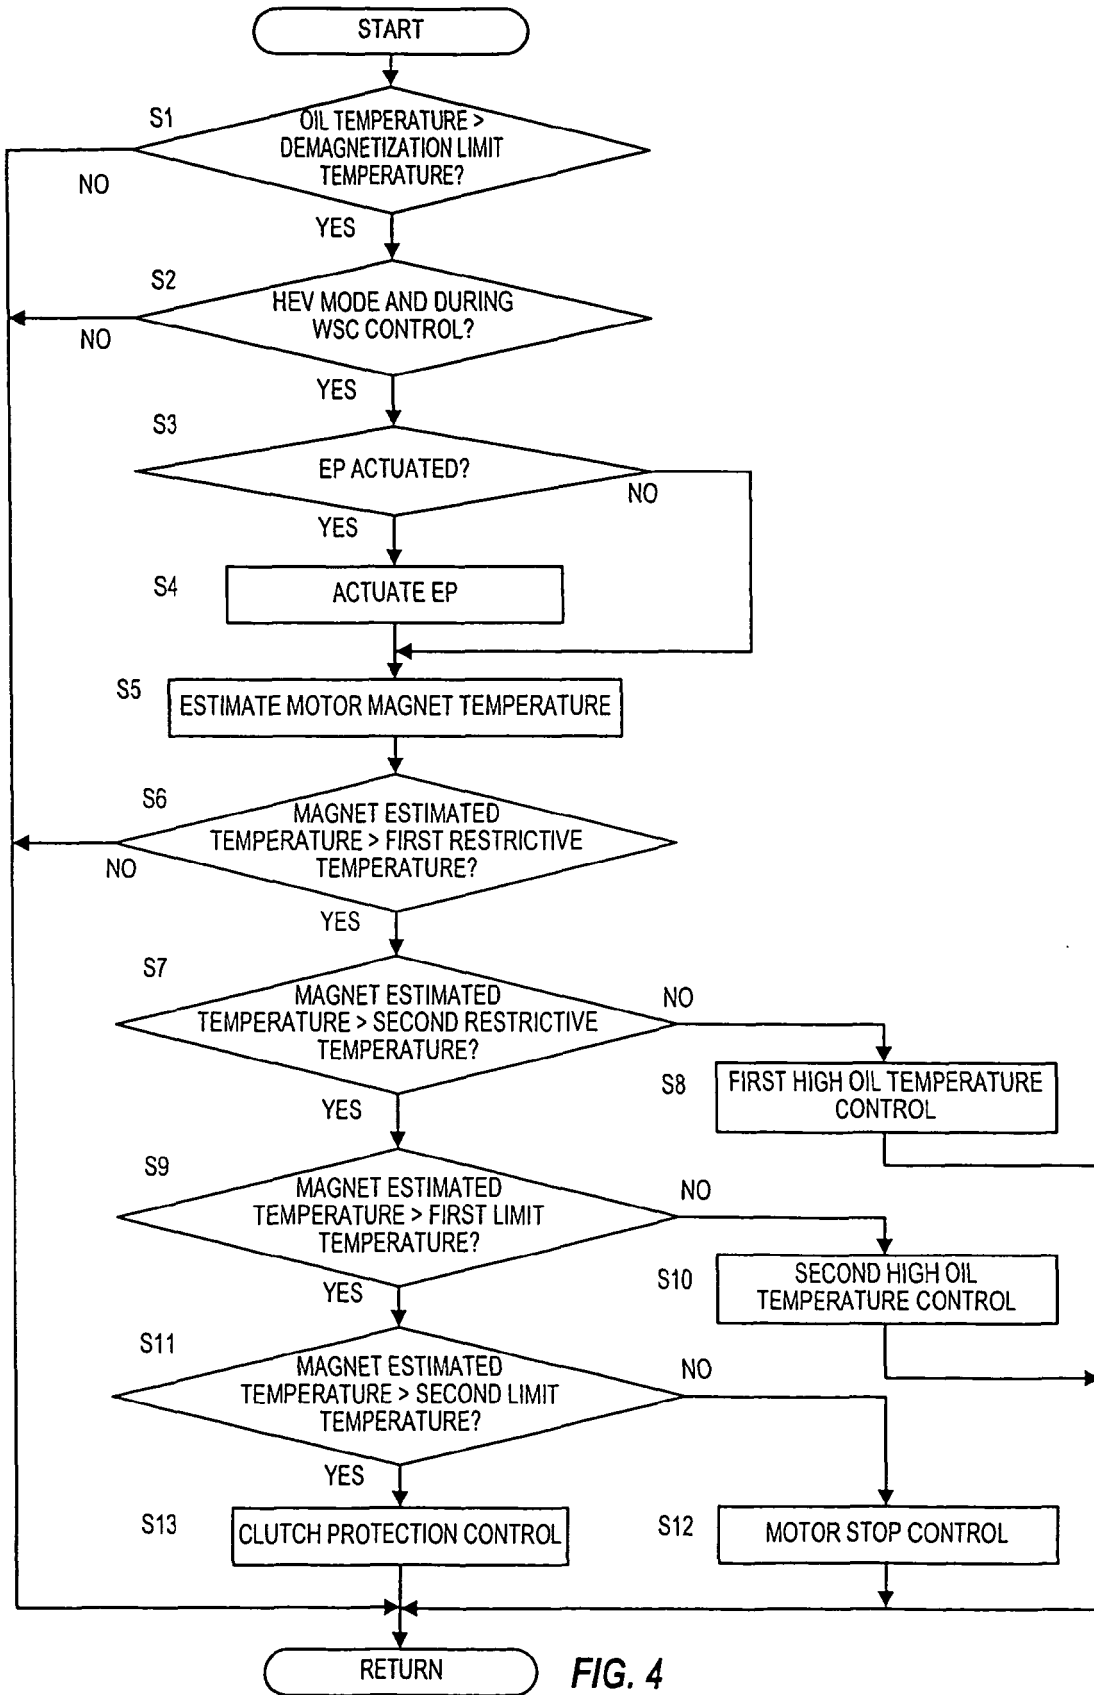 START
S1
OIL TEMPERATURE >
DEMAGNETIZATION LIMIT
TEMPERATURE?
NO
YES
S2
HEV MODE AND DURING
WSC CONTROL?
NO
YES
S3
EP ACTUATED?
NO
YES
S4
ACTUATE EP
S5
ESTIMATE MOTOR MAGNET TEMPERATURE
S6
MAGNET ESTIMATED
TEMPERATURE > FIRST RESTRICTIVE
TEMPERATURE?
NO
YES
S7
MAGNET ESTIMATED
TEMPERATURE > SECOND RESTRICTIVE
TEMPERATURE?
NO
YES
S8
FIRST HIGH OIL TEMPERATURE
CONTROL
S9
MAGNET ESTIMATED
TEMPERATURE > FIRST LIMIT
TEMPERATURE?
NO
YES
S10
SECOND HIGH OIL
TEMPERATURE CONTROL
S11
MAGNET ESTIMATED
TEMPERATURE > SECOND LIMIT
TEMPERATURE?
NO
YES
S13
CLUTCH PROTECTION CONTROL
S12
MOTOR STOP CONTROL
RETURN
FIG. 4